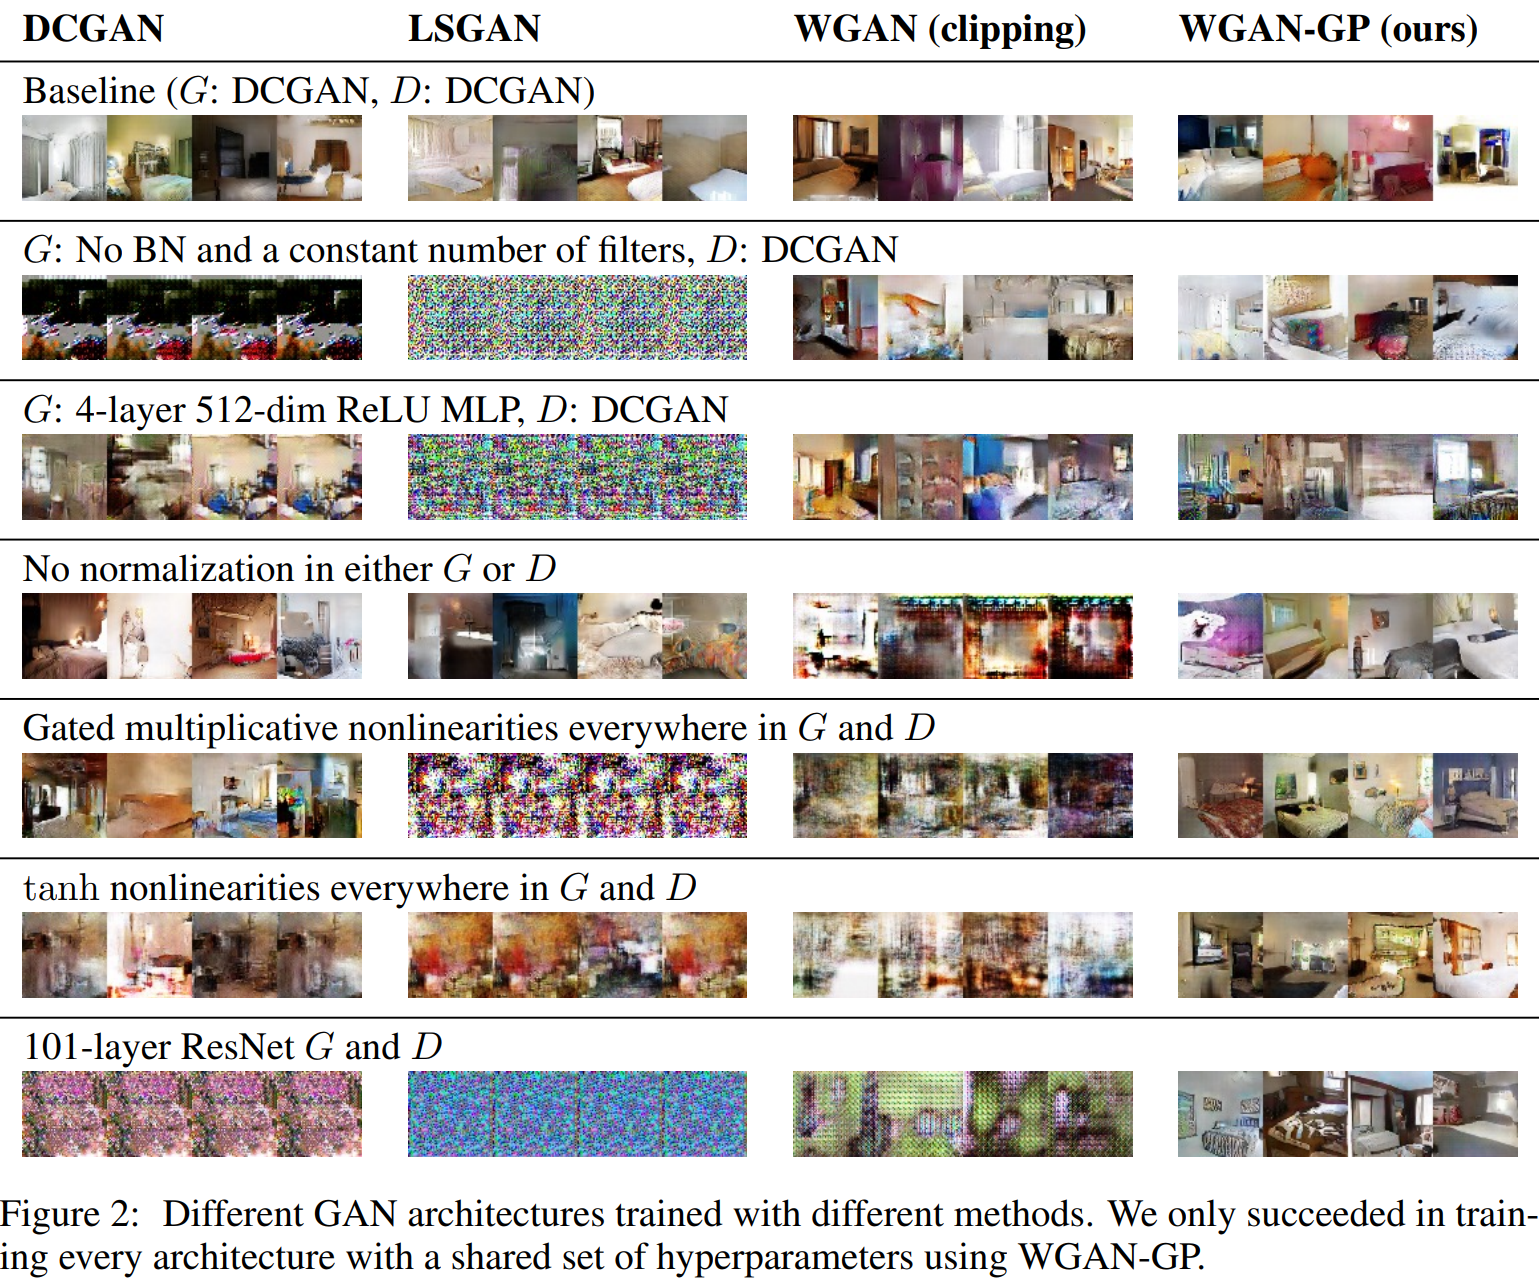 DCGAN LSGAN WGAN (clipping) WGAN-GP (ours)
Baseline (G: DCGAN, D: DCGAN)
G: No BN and a constant number of filters, D: DCGAN
G: 4-layer 512-dim ReLU MLP, D: DCGAN
No normalization in either G or D
Gated multiplicative nonlinearities everywhere in G and D
tanh nonlinearities everywhere in G and D
101-layer ResNet G and D
Figure 2: Different GAN architectures trained with different methods. We only succeeded in train-
ing every architecture with a shared set of hyperparameters using WGAN-GP.